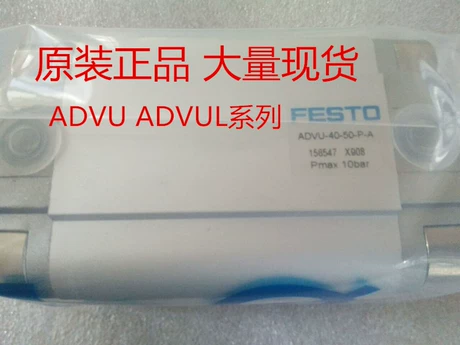 原装正品 大量现货
ADVU ADVUL系列
FESTO
ADVU-40-50-P-A
156547 X908
Pmax 10bar